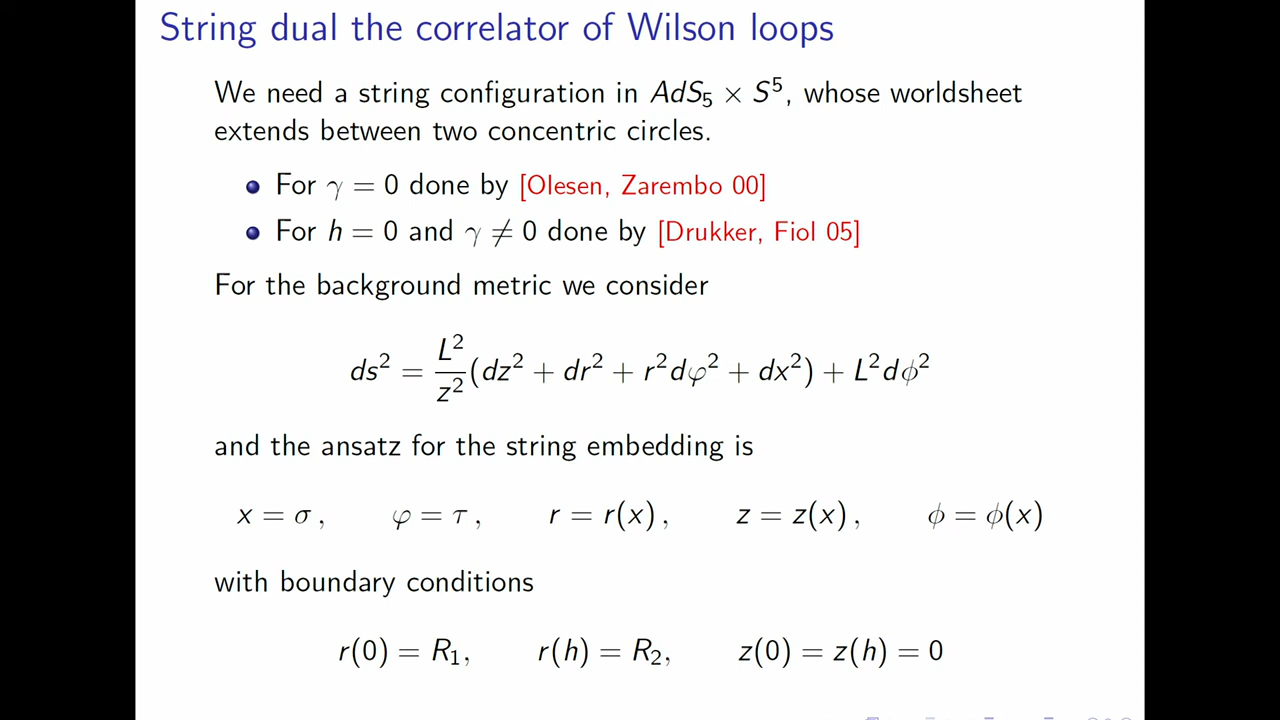 String dual the correlator of Wilson loops
We need a string configuration in AdS₅ × S⁵, whose worldsheet
extends between two concentric circles.
For γ = 0 done by [Olesen, Zarembo 00]
For h = 0 and γ ≠ 0 done by [Drukker, Fiol 05]
For the background metric we consider
ds² = L²/z² (dz² + dr² + r²dφ² + dx²) + L²dϕ²
and the ansatz for the string embedding is
x = σ , φ = τ , r = r(x) , z = z(x) , ϕ = ϕ(x)
with boundary conditions
r(0) = R₁, r(h) = R₂, z(0) = z(h) = 0